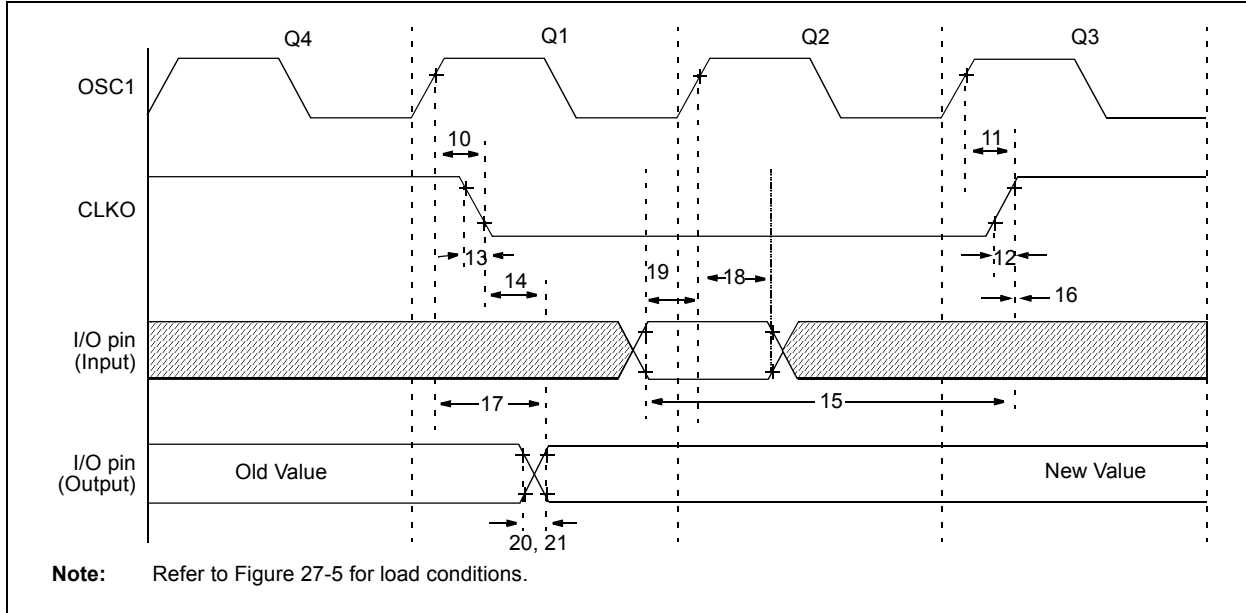 Q4 Q1 Q2 Q3
OSC1
10 11
CLKO
13 12
14 19 18 16
I/O pin
(Input)
17 15
I/O pin
(Output)
Old Value New Value
20, 21
Note: Refer to Figure 27-5 for load conditions.